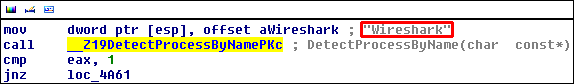 mov dword ptr [esp], offset aWireshark ; "Wireshark"
call __Z19DetectProcessByNamePKc ; DetectProcessByName(char const*)
cmp eax, 1
jnz loc_4A61